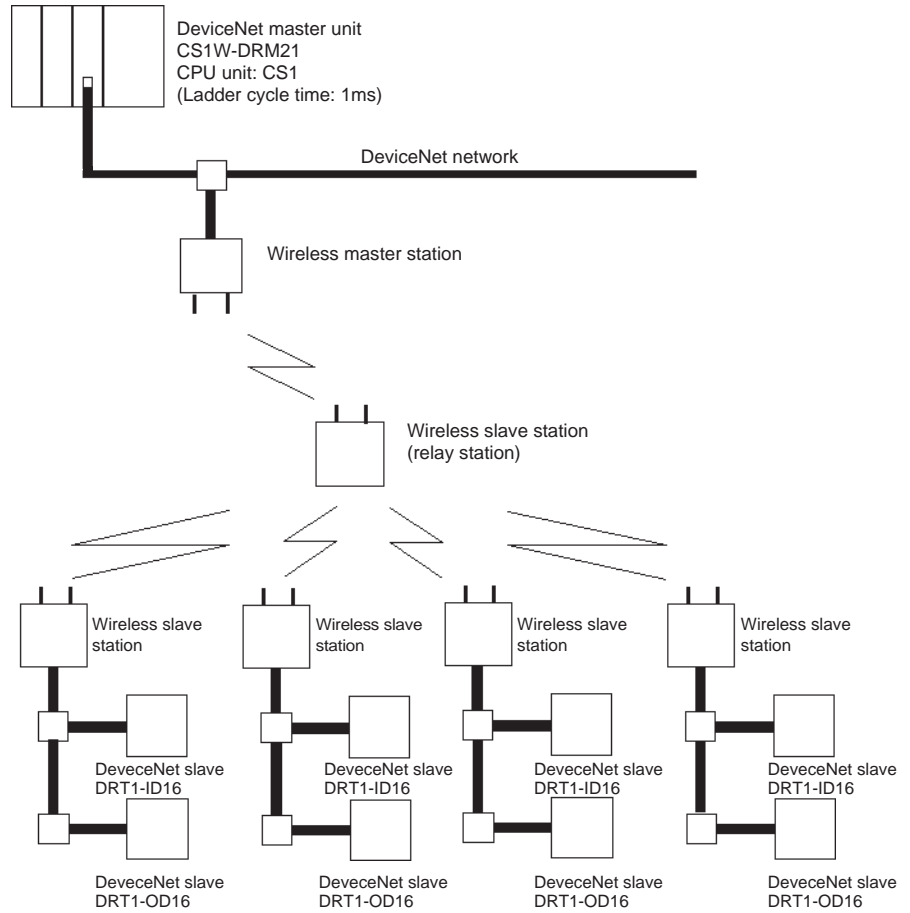 DeviceNet master unit
CS1W-DRM21
CPU unit: CS1
(Ladder cycle time: 1ms)
DeviceNet network
Wireless master station
Wireless slave station
(relay station)
Wireless slave
station
Wireless slave
station
Wireless slave
station
Wireless slave
station
DeveceNet slave
DRT1-ID16
DeveceNet slave
DRT1-ID16
DeveceNet slave
DRT1-ID16
DeveceNet slave
DRT1-ID16
DeveceNet slave
DRT1-OD16
DeveceNet slave
DRT1-OD16
DeveceNet slave
DRT1-OD16
DeveceNet slave
DRT1-OD16